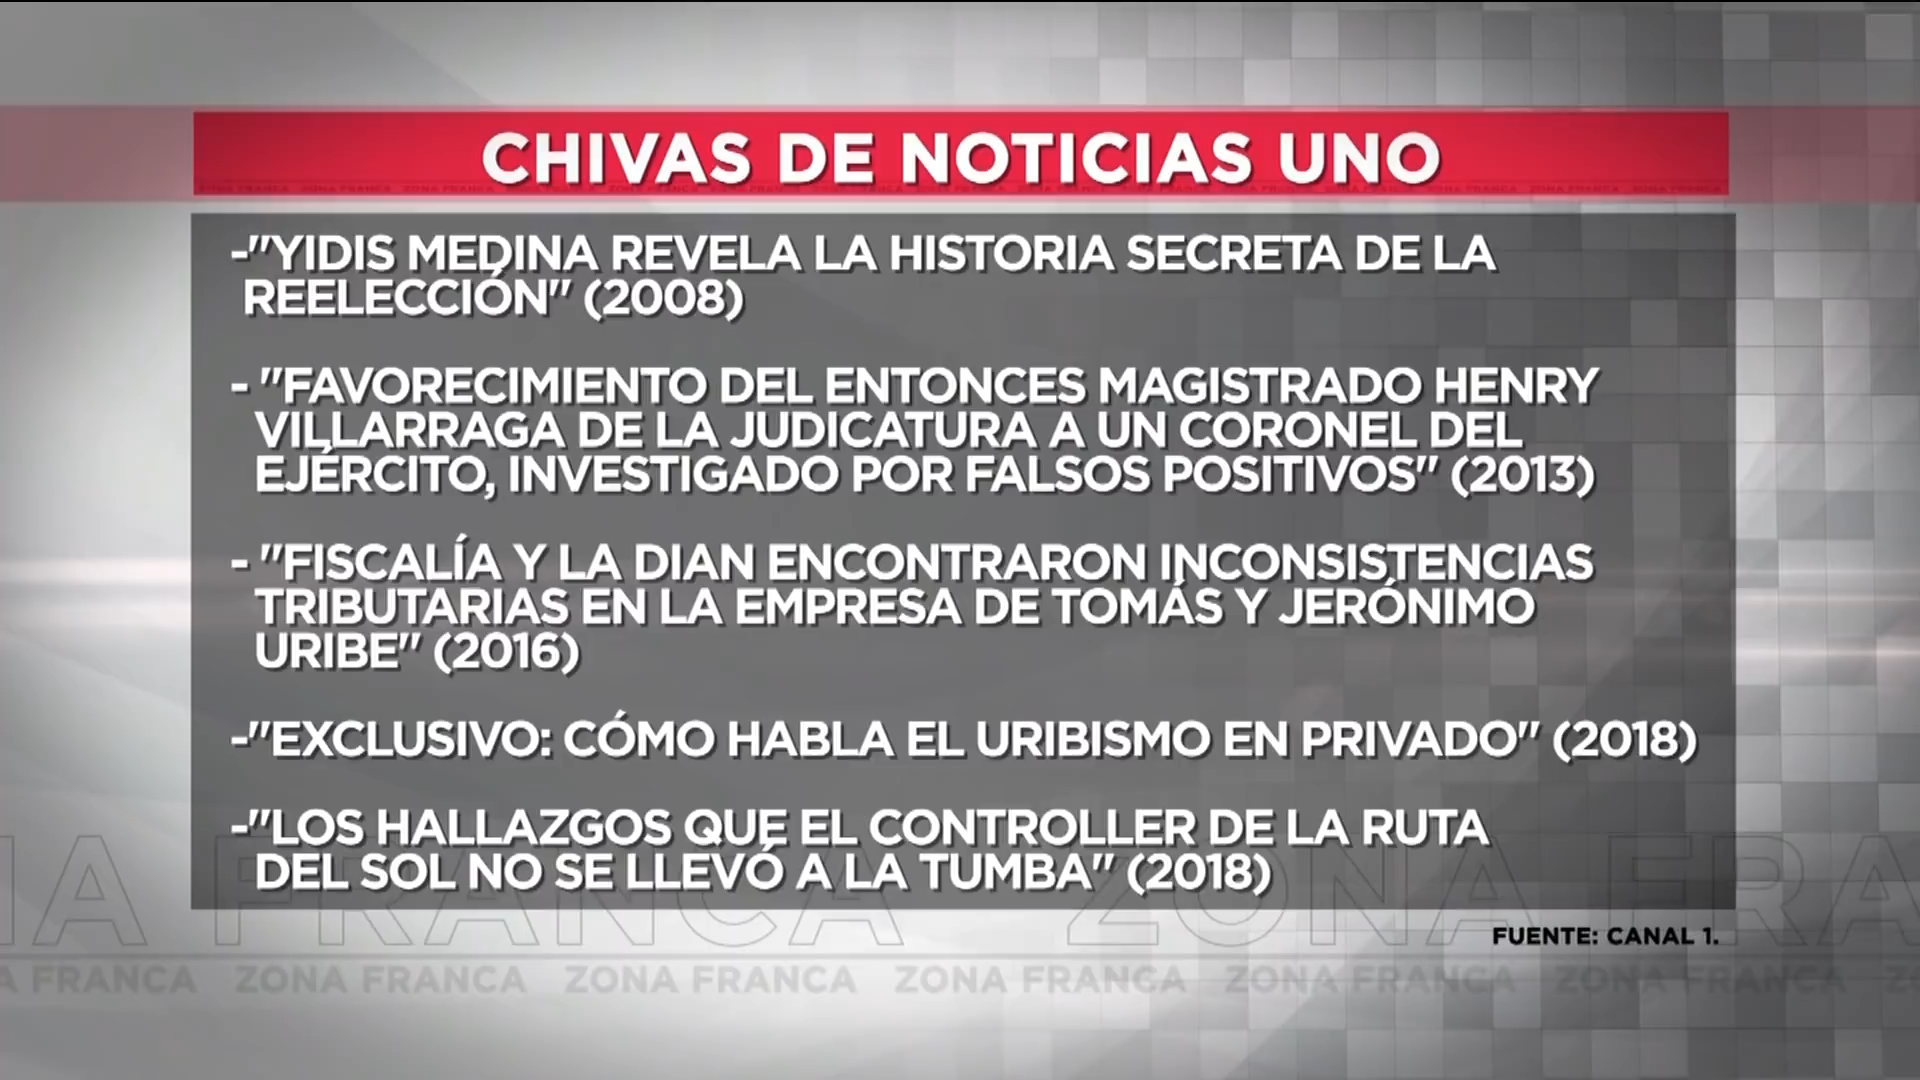 CHIVAS DE NOTICIAS UNO
-"YIDIS MEDINA REVELA LA HISTORIA SECRETA DE LA
REELECCIÓN" (2008)
- "FAVORECIMIENTO DEL ENTONCES MAGISTRADO HENRY
VILLARRAGA DE LA JUDICATURA A UN CORONEL DEL
EJÉRCITO, INVESTIGADO POR FALSOS POSITIVOS" (2013)
- "FISCALÍA Y LA DIAN ENCONTRARON INCONSISTENCIAS
TRIBUTARIAS EN LA EMPRESA DE TOMÁS Y JERÓNIMO
URIBE" (2016)
-"EXCLUSIVO: CÓMO HABLA EL URIBISMO EN PRIVADO" (2018)
-"LOS HALLAZGOS QUE EL CONTROLLER DE LA RUTA
DEL SOL NO SE LLEVÓ A LA TUMBA" (2018)
FUENTE: CANAL 1.
NA FRANCA ZONA FRA
A FRANCA ZONA FRANCA ZONA FRANCA ZONA FRANCA ZONA FRANCA ZONA FRANCA ZO